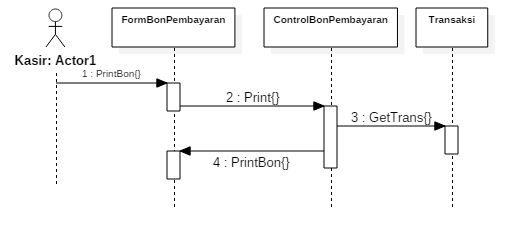 FormBonPembayaran
ControlBonPembayaran
Transaksi
Kasir: Actor1
1 : PrintBon{}
2 : Print{}
3 : GetTrans{}
4 : PrintBon{}